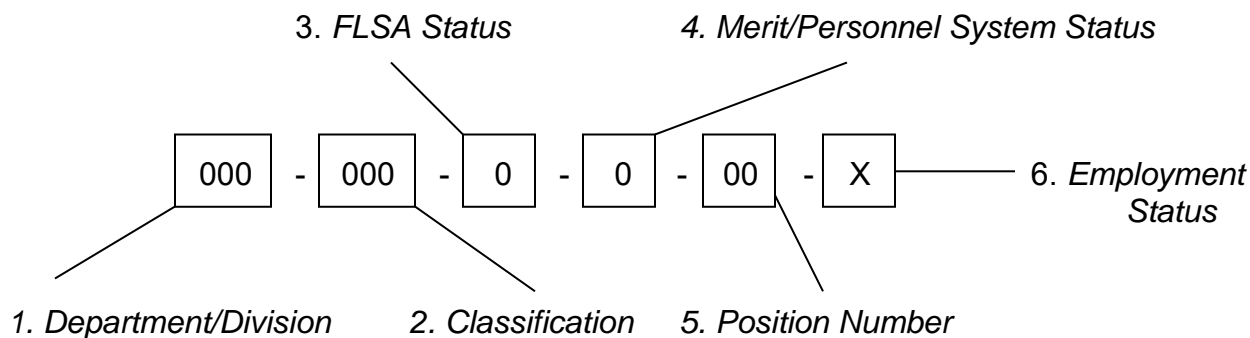 3. FLSA Status 4. Merit/Personnel System Status
000 - 000 - 0 - 0 - 00 - X 6. Employment
Status
1. Department/Division 2. Classification 5. Position Number